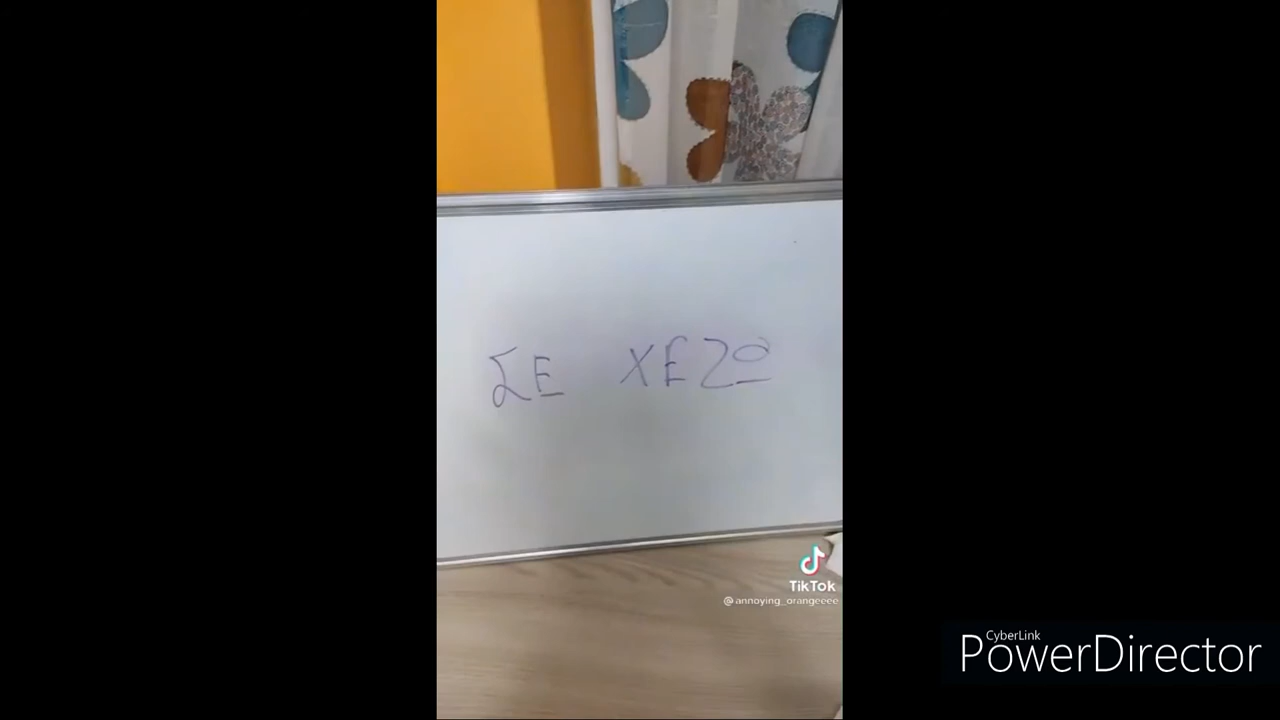 ΣΕ ΧΕΖΩ
TikTok
@annoying_orangeeee
CyberLink
PowerDirector